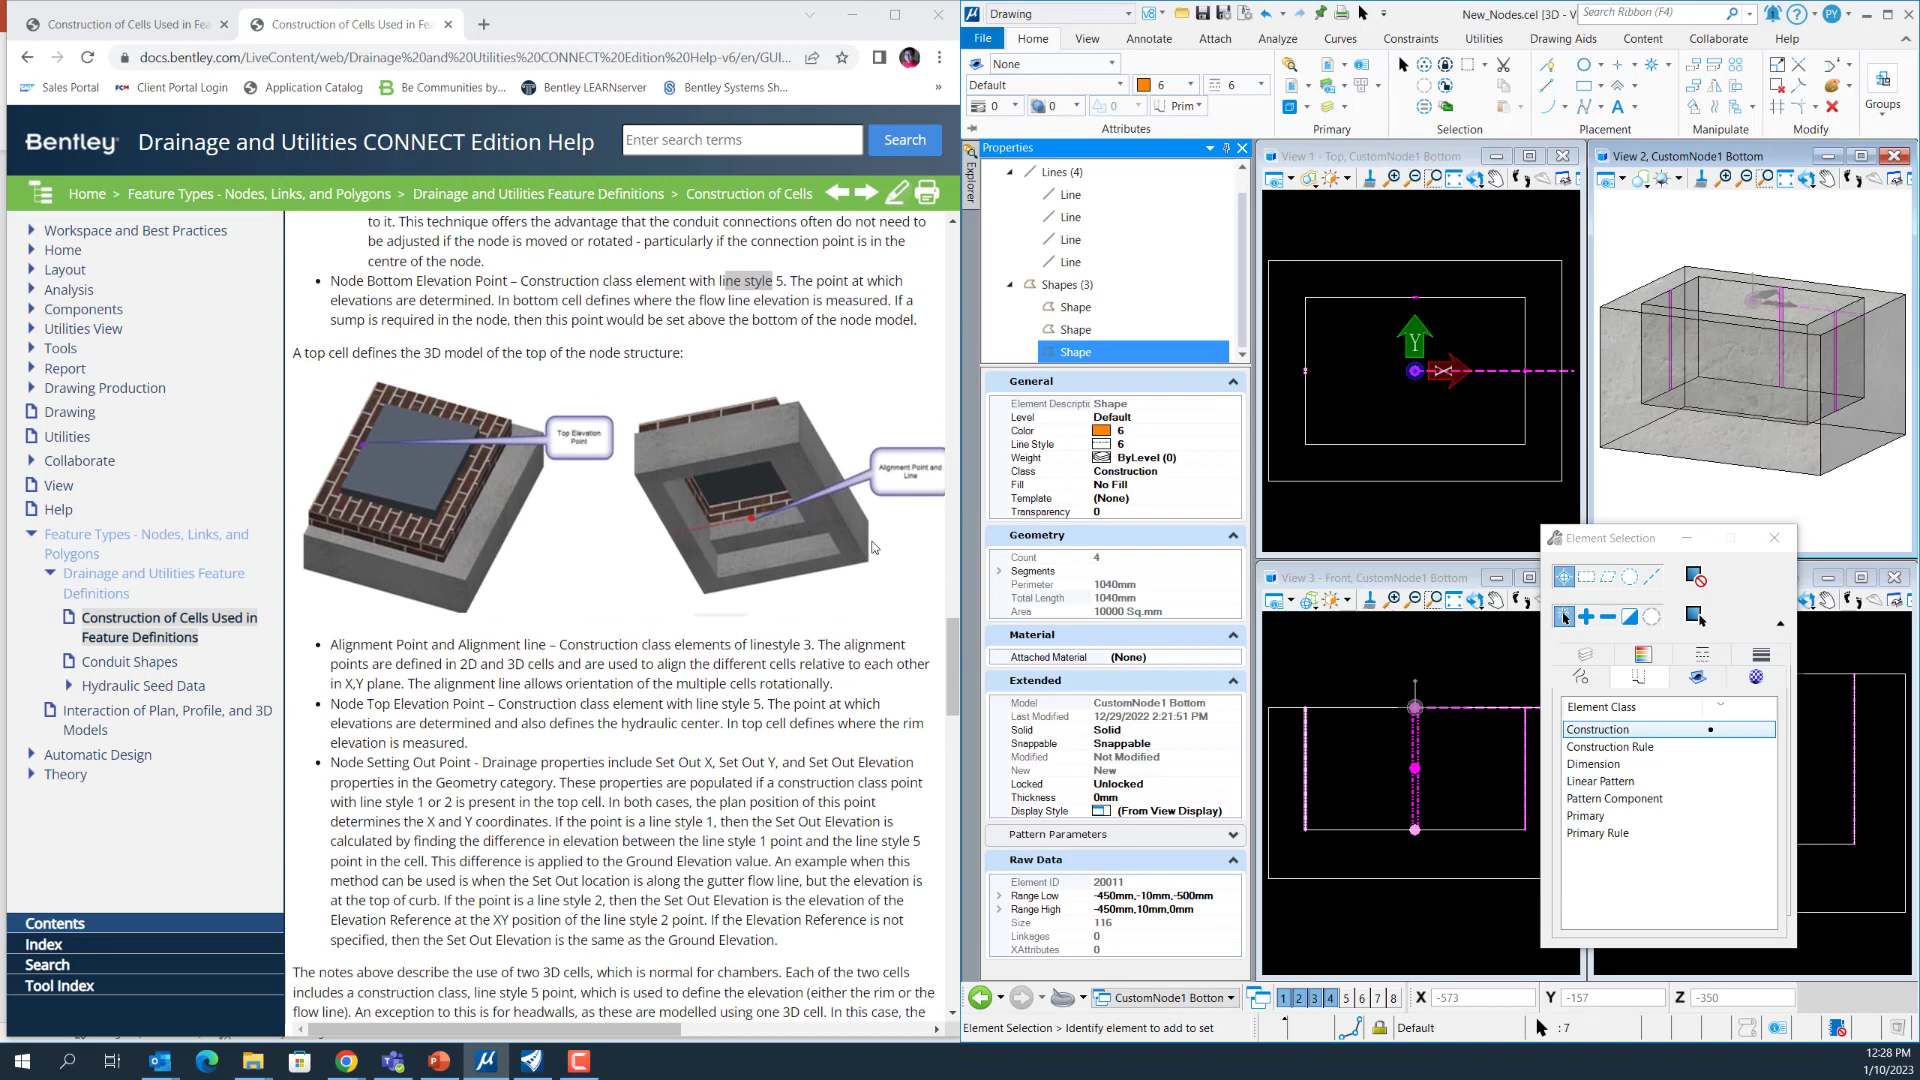 Construction of Cells Used in Fea
Construction of Cells Used in Fea
docs.bentley.com/LiveContent/web/Drainage%20and%20Utilities%20CONNECT%20Edition%20Help-v6/en/GUI...
Sales Portal
FCM Client Portal Login
Application Catalog
Be Communities by...
Bentley LEARNserver
Bentley Systems Sh...
»
Bentley Drainage and Utilities CONNECT Edition Help
Enter search terms
Search
Home > Feature Types - Nodes, Links, and Polygons > Drainage and Utilities Feature Definitions > Construction of Cells
Workspace and Best Practices
Home
Layout
Analysis
Components
Utilities View
Tools
Report
Drawing Production
Drawing
Utilities
Collaborate
View
Help
Feature Types - Nodes, Links, and
Polygons
Drainage and Utilities Feature
Definitions
Construction of Cells Used in
Feature Definitions
Conduit Shapes
Hydraulic Seed Data
Interaction of Plan, Profile, and 3D
Models
Automatic Design
Theory
Contents
Index
Search
Tool Index
to it. This technique offers the advantage that the conduit connections often do not need to
be adjusted if the node is moved or rotated - particularly if the connection point is in the
centre of the node.
• Node Bottom Elevation Point – Construction class element with line style 5. The point at which
elevations are determined. In bottom cell defines where the flow line elevation is measured. If a
sump is required in the node, then this point would be set above the bottom of the node model.
A top cell defines the 3D model of the top of the node structure:
Top Elevation
Point
Alignment Point and
Line
• Alignment Point and Alignment line – Construction class elements of linestyle 3. The alignment
points are defined in 2D and 3D cells and are used to align the different cells relative to each other
in X,Y plane. The alignment line allows orientation of the multiple cells rotationally.
• Node Top Elevation Point – Construction class element with line style 5. The point at which
elevations are determined and also defines the hydraulic center. In top cell defines where the rim
elevation is measured.
• Node Setting Out Point - Drainage properties include Set Out X, Set Out Y, and Set Out Elevation
properties in the Geometry category. These properties are populated if a construction class point
with line style 1 or 2 is present in the top cell. In both cases, the plan position of this point
determines the X and Y coordinates. If the point is a line style 1, then the Set Out Elevation is
calculated by finding the difference in elevation between the line style 1 point and the line style 5
point in the cell. This difference is applied to the Ground Elevation value. An example when this
method can be used is when the Set Out location is along the gutter flow line, but the elevation is
at the top of curb. If the point is a line style 2, then the Set Out Elevation is the elevation of the
Elevation Reference at the XY position of the line style 2 point. If the Elevation Reference is not
specified, then the Set Out Elevation is the same as the Ground Elevation.
The notes above describe the use of two 3D cells, which is normal for chambers. Each of the two cells
includes a construction class, line style 5 point, which is used to define the elevation (either the rim or the
flow line). An exception to this is for headwalls, as these are modelled using one 3D cell. In this case, the
Drawing
New_Nodes.cel [3D - V
Search Ribbon (F4)
PY
File Home View Annotate Attach Analyze Curves Constraints Utilities Drawing Aids Content Collaborate Help
None
Default 6 6
0 0 0 Prim
Attributes Primary Selection Placement Manipulate Modify
Groups
Explorer
Properties
Lines (4)
Line
Line
Line
Line
Shapes (3)
Shape
Shape
Shape
General
Element Descriptic Shape
Level Default
Color 6
Line Style 6
Weight ByLevel (0)
Class Construction
Fill No Fill
Template (None)
Transparency 0
Geometry
Count 4
Segments
Perimeter 1040mm
Total Length 1040mm
Area 10000 Sq.mm
Material
Attached Material (None)
Extended
Model CustomNode1 Bottom
Last Modified 12/29/2022 2:21:51 PM
Solid Solid
Snappable Snappable
Modified Not Modified
New New
Locked Unlocked
Thickness 0mm
Display Style (From View Display)
Pattern Parameters
Raw Data
Element ID 20011
Range Low -450mm,-10mm,-500mm
Range High -450mm,10mm,0mm
Size 116
Linkages 0
XAttributes 0
View 1 - Top, CustomNode1 Bottom
View 2, CustomNode1 Bottom
Y
X
View 3 - Front, CustomNode1 Bottom
Element Selection
Element Class
Construction
Construction Rule
Dimension
Linear Pattern
Pattern Component
Primary
Primary Rule
CustomNode1 Botton
1 2 3 4 5 6 7 8
X -573
Y -157
Z -350
Element Selection > Identify element to add to set
Default
: 7
12:28 PM
1/10/2023